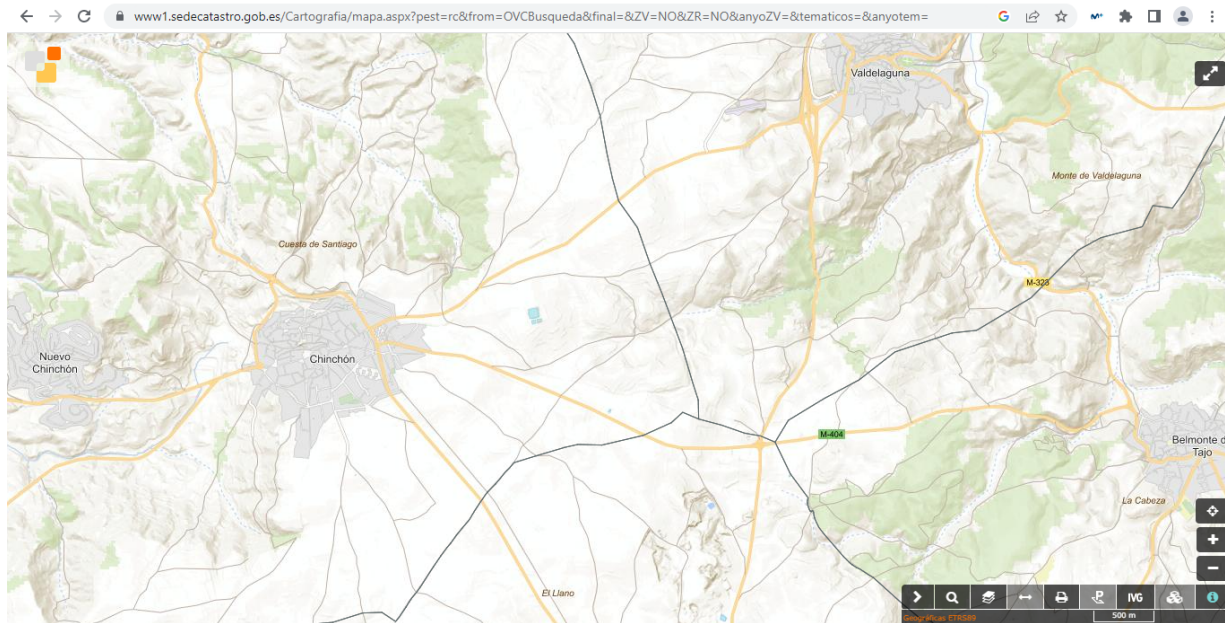 www1.sedecatastro.gob.es/Cartografia/mapa.aspx?pest=rc&from=OVCBusqueda&final=&ZV=NO&ZR=NO&anyoZV=&tematicos=&anyotem=
Valdelaguna
Monte de Valdelaguna
Cuesta de Santiago
M-323
Nuevo
Chinchón
Chinchón
M-404
Belmonte d
Tajo
La Cabeza
El Llano
IVG
Geográficas ETRS89
500 m